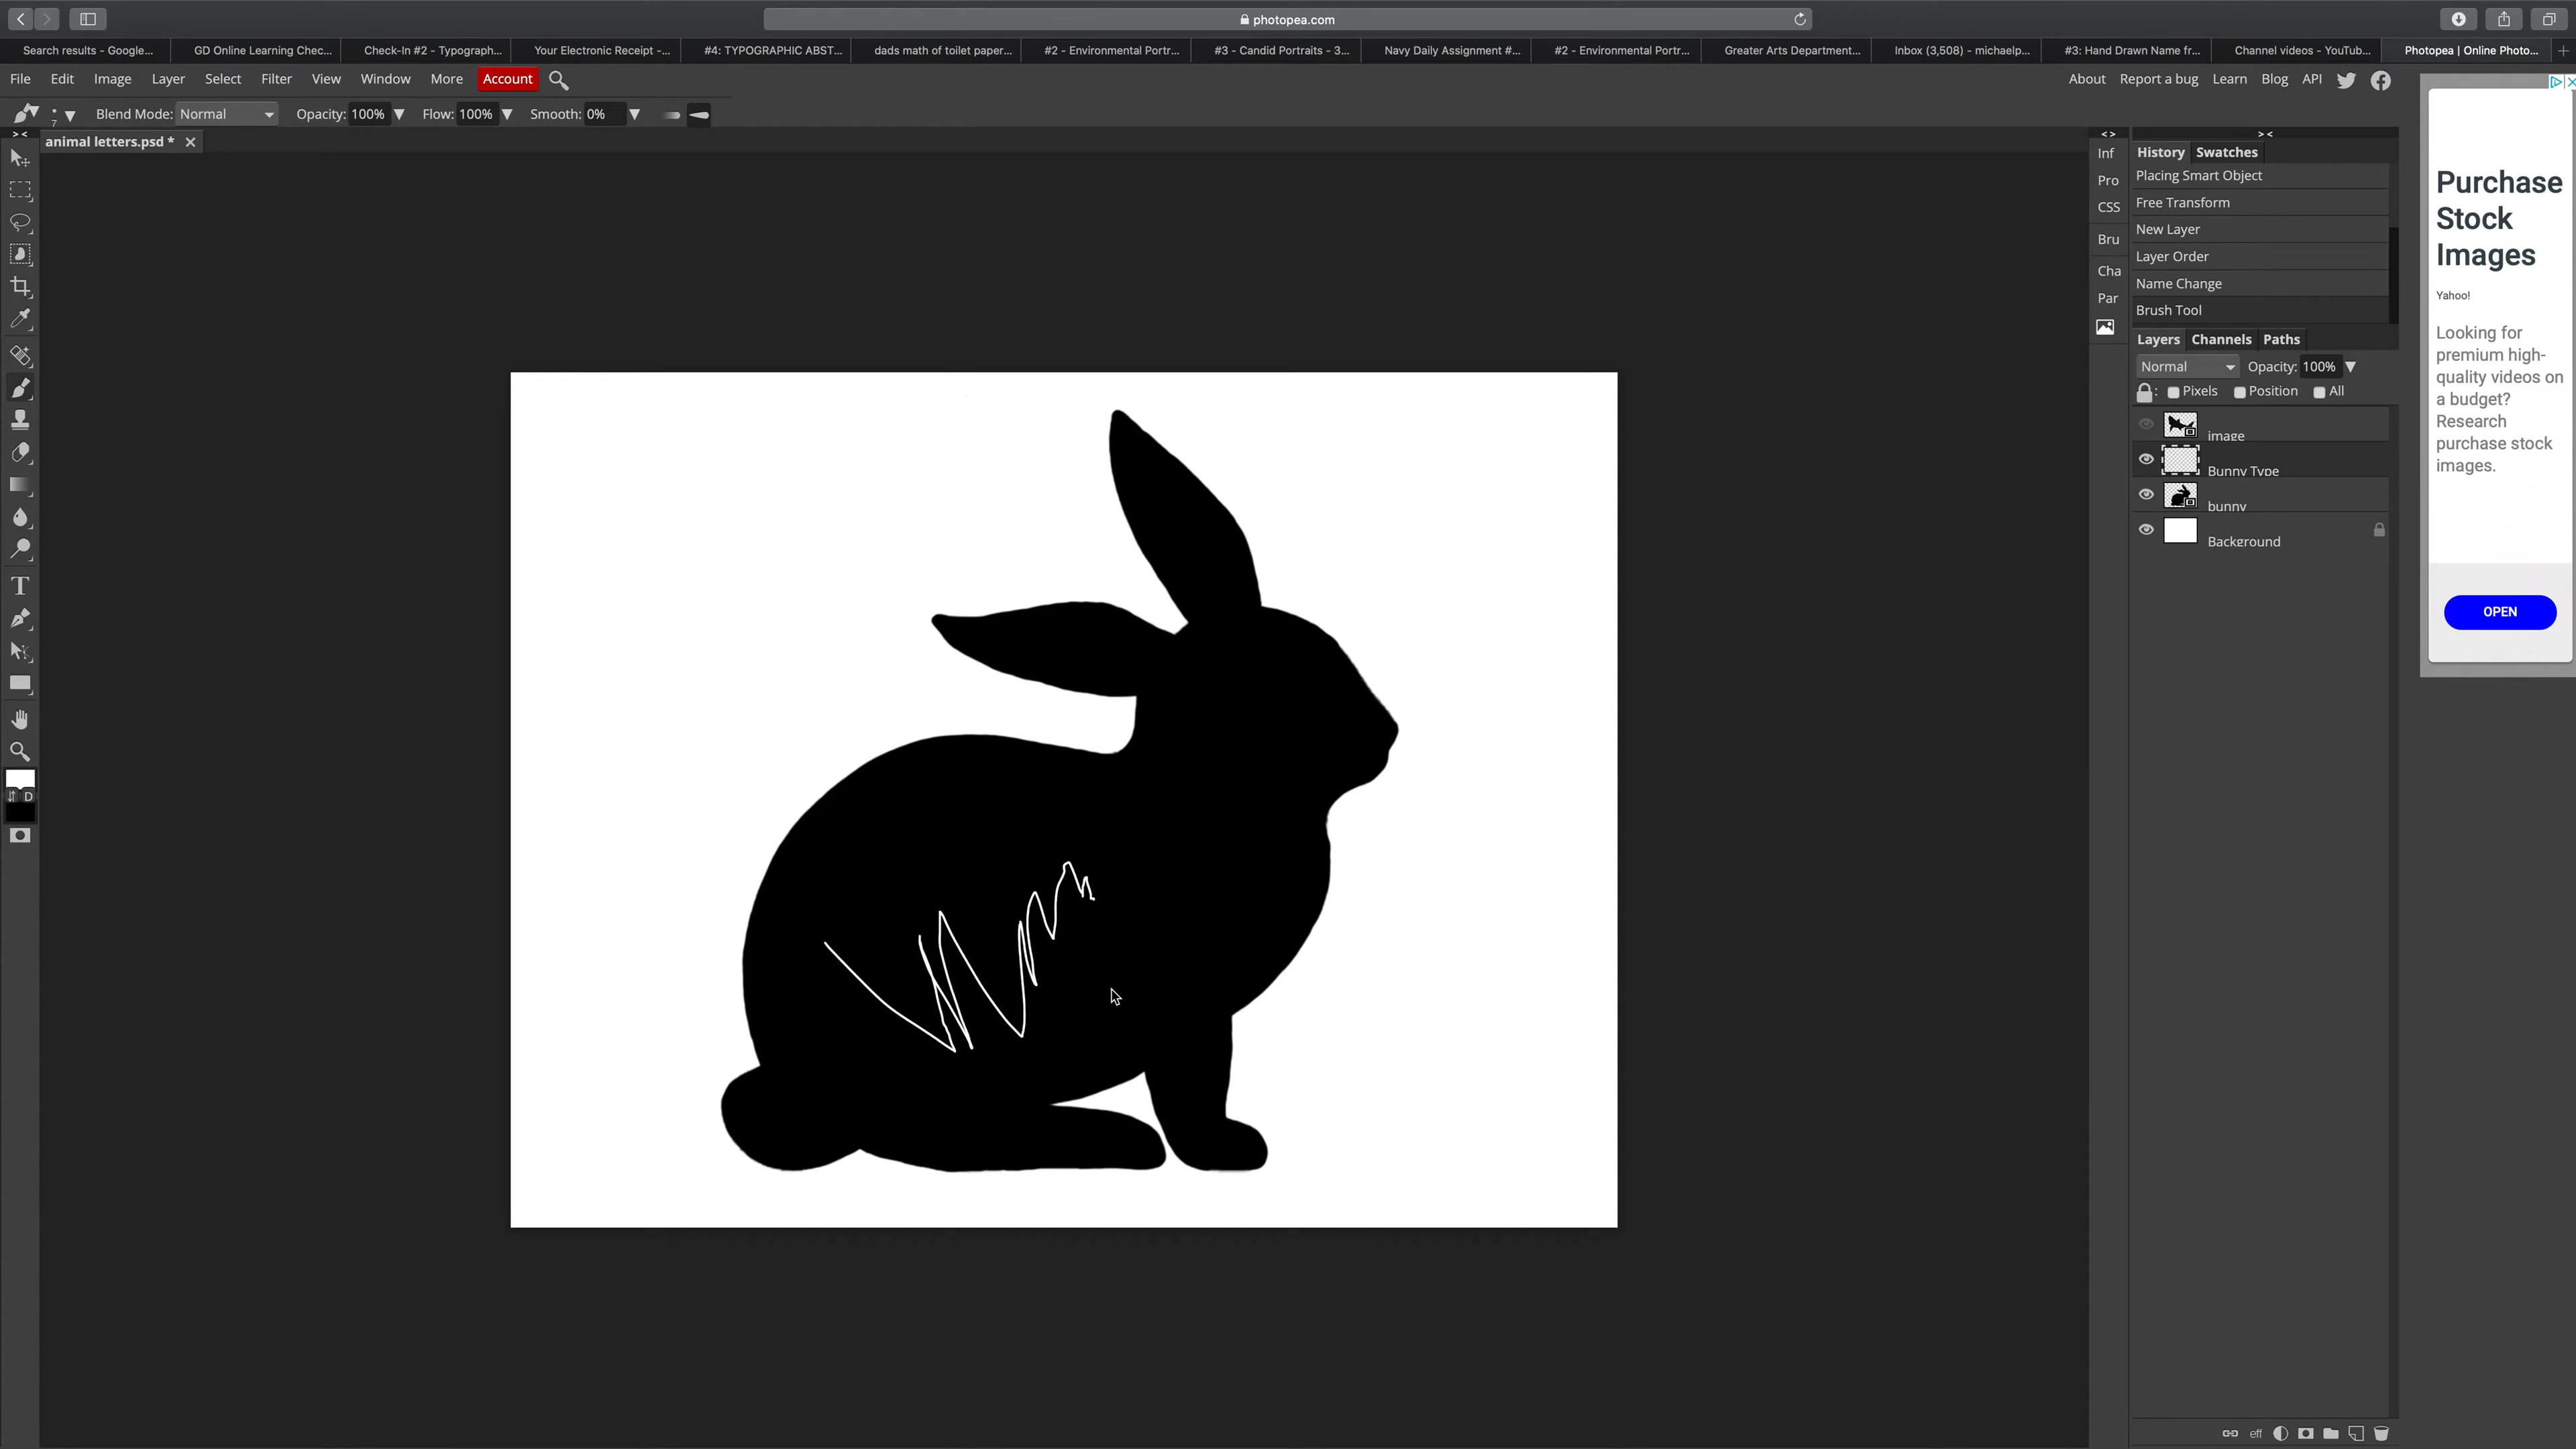 photopea.com
Search results - Google...
GD Online Learning Chec...
Check-In #2 - Typograph...
Your Electronic Receipt -...
#4: TYPOGRAPHIC ABST...
dads math of toilet paper...
#2 - Environmental Portr...
#3 - Candid Portraits - 3...
Navy Daily Assignment #...
#2 - Environmental Portr...
Greater Arts Department...
Inbox (3,508) - michaelp...
#3: Hand Drawn Name fr...
Channel videos - YouTub...
Photopea | Online Photo...
File Edit Image Layer Select Filter View Window More Account
About Report a bug Learn Blog API
7 Blend Mode: Normal Opacity: 100% Flow: 100% Smooth: 0%
animal letters.psd *
Inf
Pro
CSS
Bru
Cha
Par
History Swatches
Placing Smart Object
Free Transform
New Layer
Layer Order
Name Change
Brush Tool
Layers Channels Paths
Normal Opacity: 100%
Pixels Position All
image
Bunny Type
bunny
Background
eff
D
Purchase
Stock
Images
Yahoo!
Looking for
premium high-
quality videos on
a budget?
Research
purchase stock
images.
OPEN